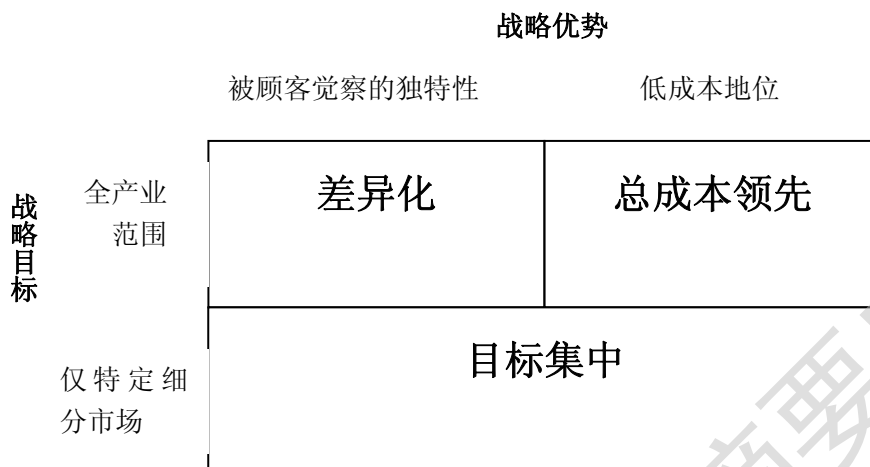 战略优势
被顾客觉察的独特性 低成本地位
战略目标
全产业
范围
差异化 总成本领先
仅特定细
分市场
目标集中
摘要